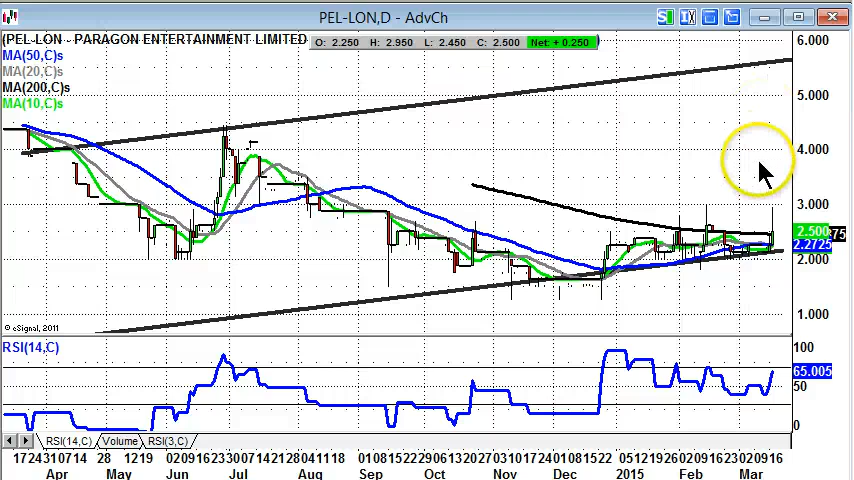 PEL-LON,D - AdvCh
(PEL-LON - PARAGON ENTERTAINMENT LIMITED
O: 2.250 H: 2.950 L: 2.450 C: 2.500 Net: + 0.250
)
MA(50,C)s
MA(20,C)s
MA(200,C)s
MA(10,C)s
6.000
5.000
4.000
3.000
2.500
75
2.2725
2.000
1.000
© eSignal, 2011
RSI(14,C)
100
65.005
50
0
RSI(14,C) Volume RSI(3,C)
Apr May Jun Jul Aug Sep Oct Nov Dec 2015 Feb Mar